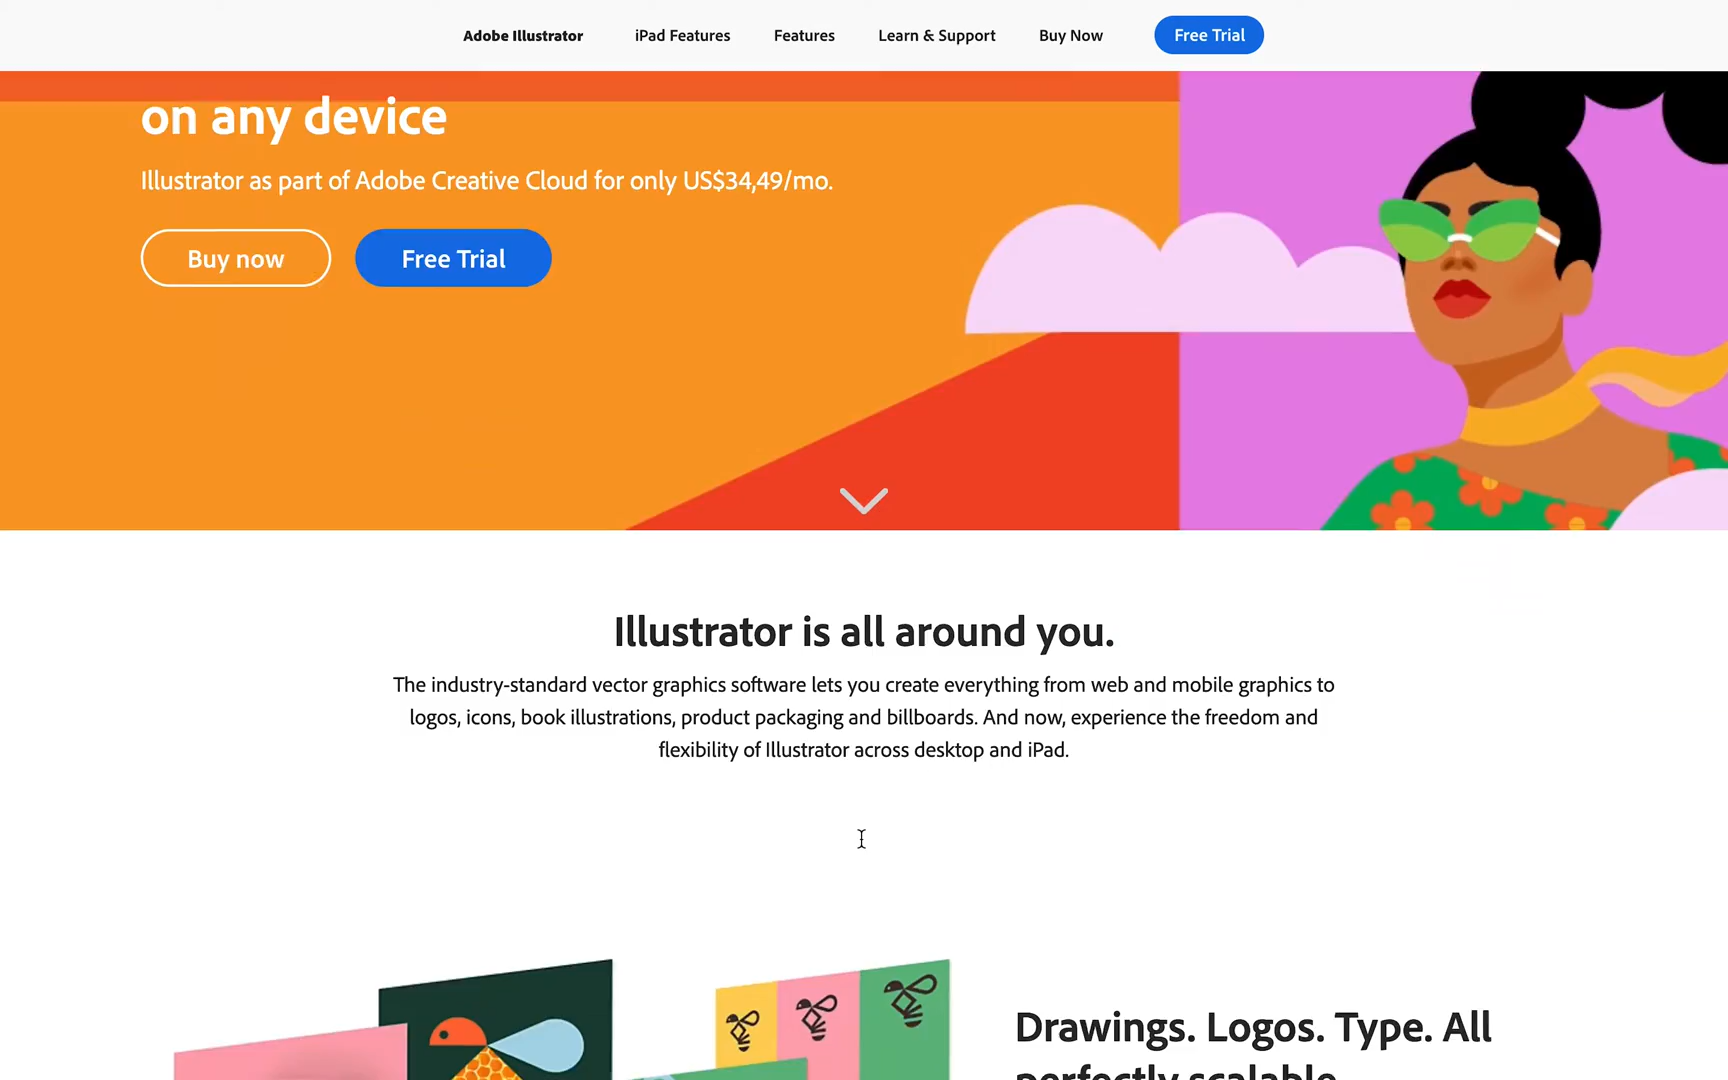 Adobe Illustrator iPad Features Features Learn & Support Buy Now Free Trial
on any device
Illustrator as part of Adobe Creative Cloud for only US$34,49/mo.
Buy now Free Trial
Illustrator is all around you.
The industry-standard vector graphics software lets you create everything from web and mobile graphics to
logos, icons, book illustrations, product packaging and billboards. And now, experience the freedom and
flexibility of Illustrator across desktop and iPad.
Drawings. Logos. Type. All
perfectly scalable.